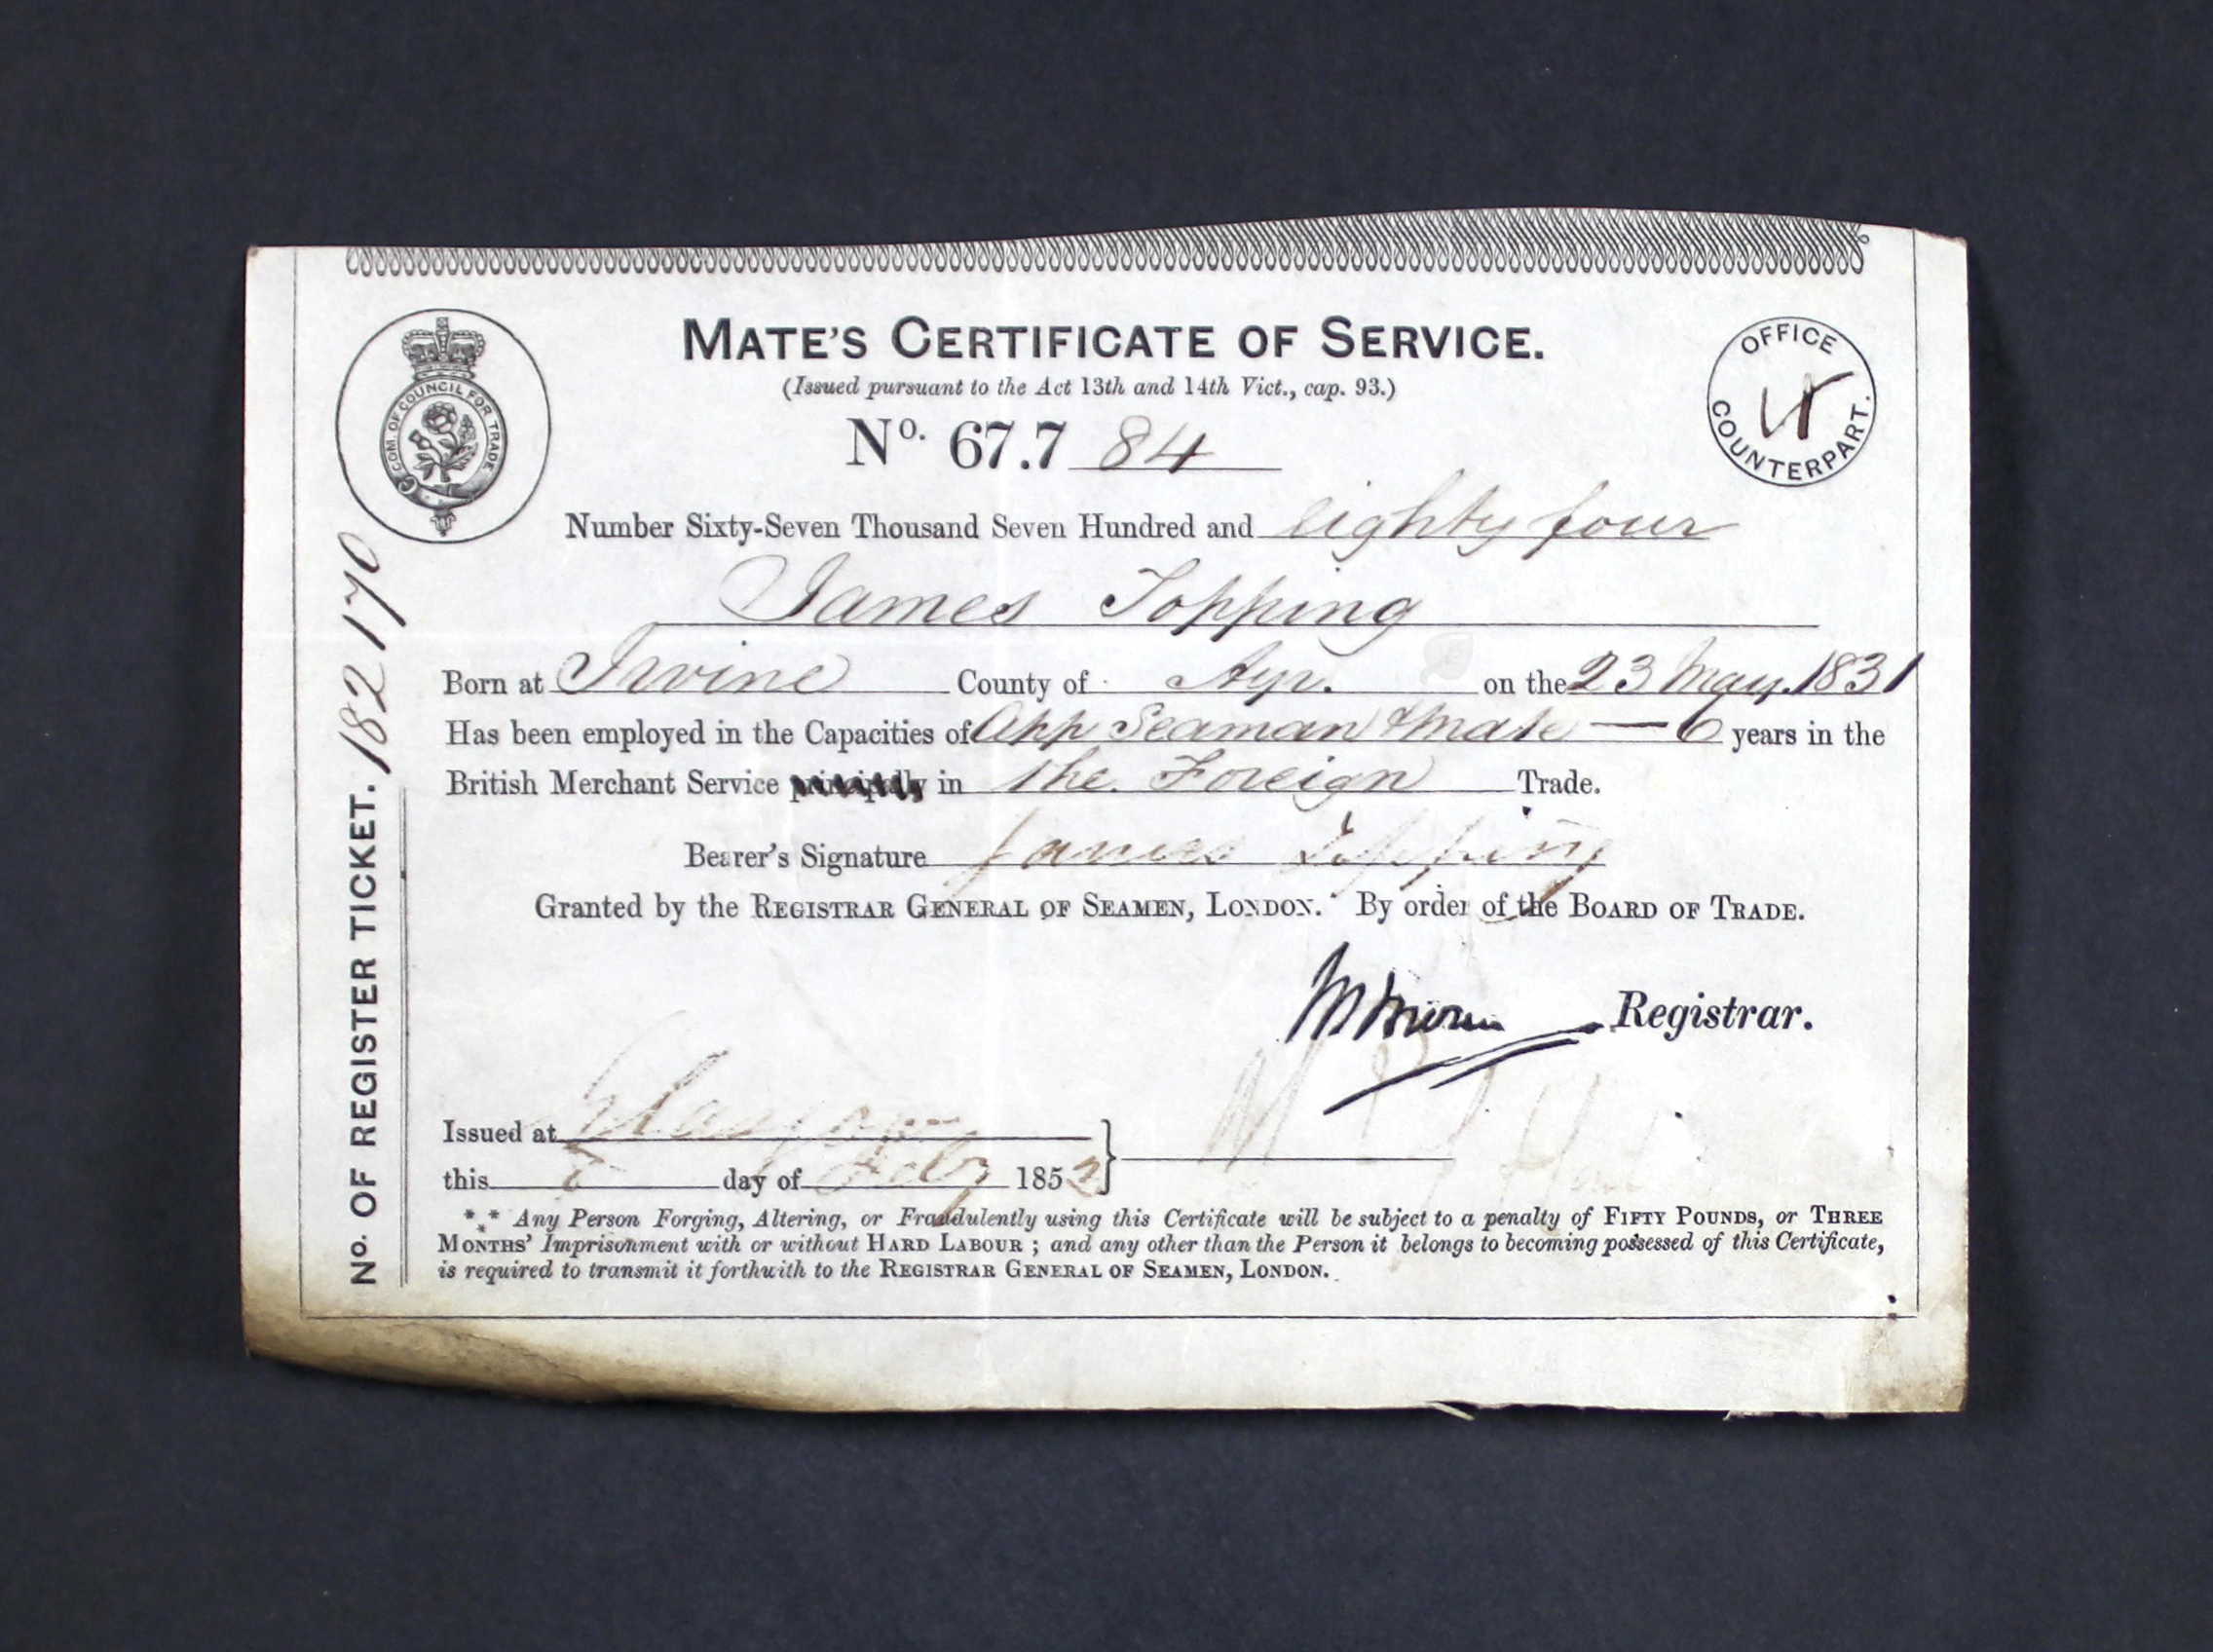 MATE'S CERTIFICATE OF SERVICE.
(Issued pursuant to the Act 13th and 14th Vict., cap. 93.)
COM. OF COUNCIL FOR TRADE
OFFICE COUNTERPART.
No. 67.7 84
Number Sixty-Seven Thousand Seven Hundred and eighty four
James Topping
Born at Irvine County of Ayr. on the 23 May. 1831
Has been employed in the Capacities of App Seaman & Mate — 6 years in the
British Merchant Service principally in the Foreign Trade.
Bearer's Signature James Topping
Granted by the REGISTRAR GENERAL OF SEAMEN, LONDON. By order of the BOARD OF TRADE.
Registrar.
Issued at Glasgow
this day of Feby 185
*⁎* Any Person Forging, Altering, or Fraudulently using this Certificate will be subject to a penalty of FIFTY POUNDS, or THREE
MONTHS' Imprisonment with or without HARD LABOUR; and any other than the Person it belongs to becoming possessed of this Certificate,
is required to transmit it forthwith to the REGISTRAR GENERAL OF SEAMEN, LONDON.
No. OF REGISTER TICKET. 182170